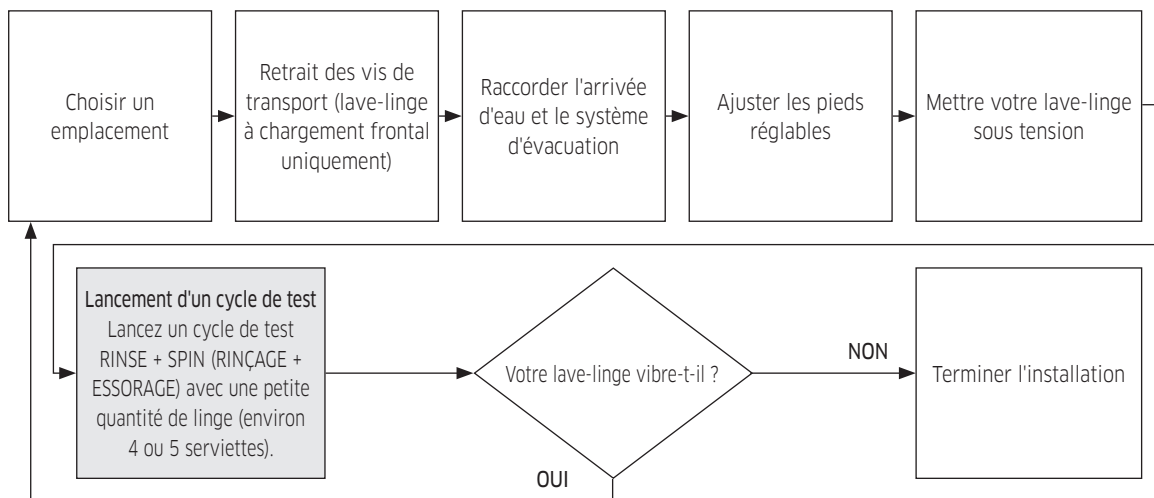 Choisir un
emplacement
Retrait des vis de
transport (lave-linge
à chargement frontal
uniquement)
Raccorder l'arrivée
d'eau et le système
d'évacuation
Ajuster les pieds
réglables
Mettre votre lave-linge
sous tension
Lancement d'un cycle de test
Lancez un cycle de test
RINSE + SPIN (RINÇAGE +
ESSORAGE) avec une petite
quantité de linge (environ
4 ou 5 serviettes).
Votre lave-linge vibre-t-il ?
NON
Terminer l'installation
OUI